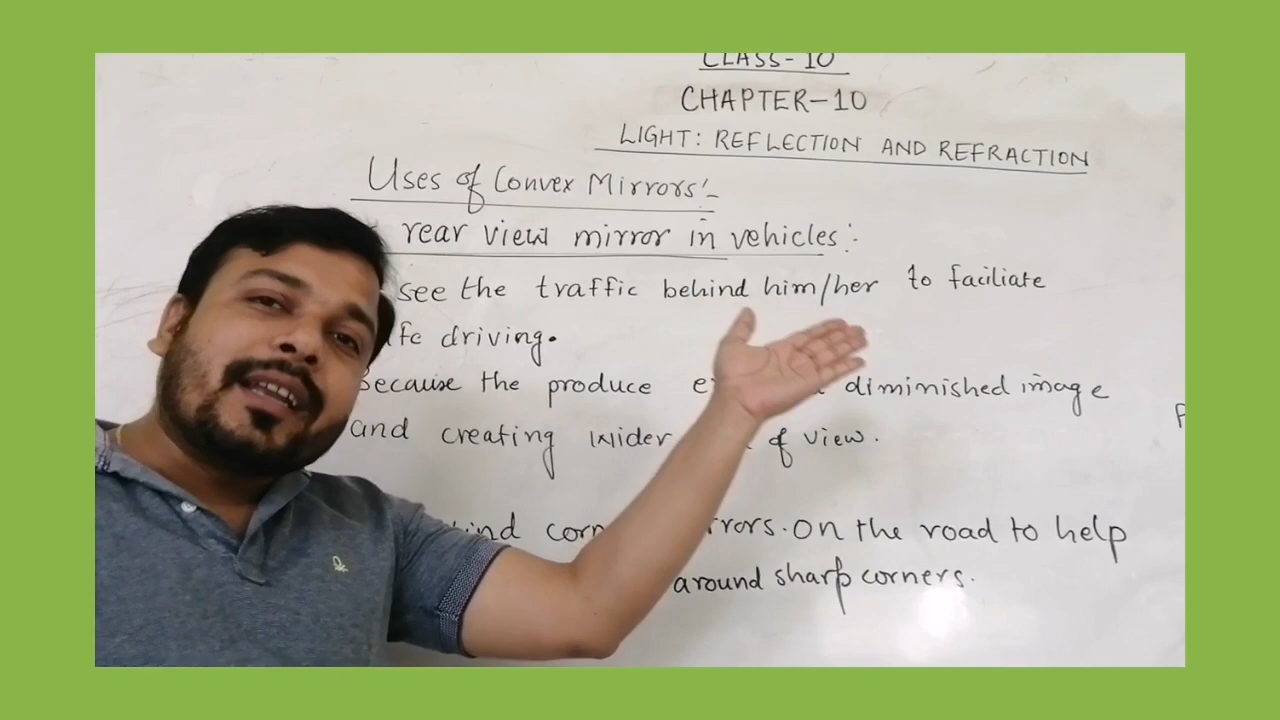 CLASS-10
CHAPTER-10
LIGHT: REFLECTION AND REFRACTION
Uses of Convex Mirrors:-
rear view mirror in vehicles:-
see the traffic behind him/her to faciliate
fe driving.
Because the produce diminished image
and creating wider of view.
on the road to help
around sharp corners.